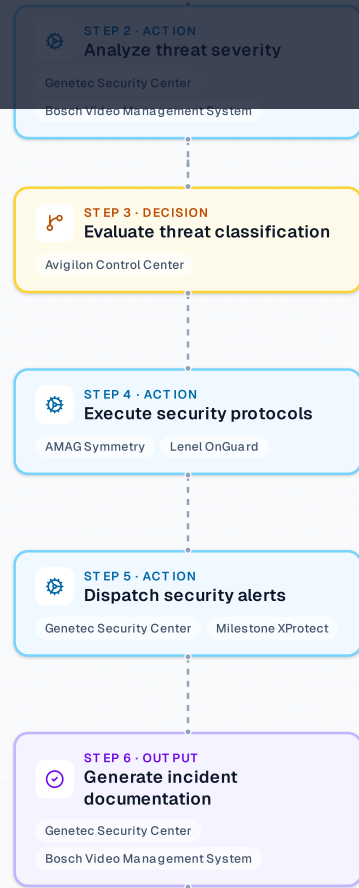 STEP 2 · ACTION
Analyze threat severity
Genetec Security Center
Bosch Video Management System
STEP 3 · DECISION
Evaluate threat classification
Avigilon Control Center
STEP 4 · ACTION
Execute security protocols
AMAG Symmetry Lenel OnGuard
STEP 5 · ACTION
Dispatch security alerts
Genetec Security Center Milestone XProtect
STEP 6 · OUTPUT
Generate incident
documentation
Genetec Security Center
Bosch Video Management System